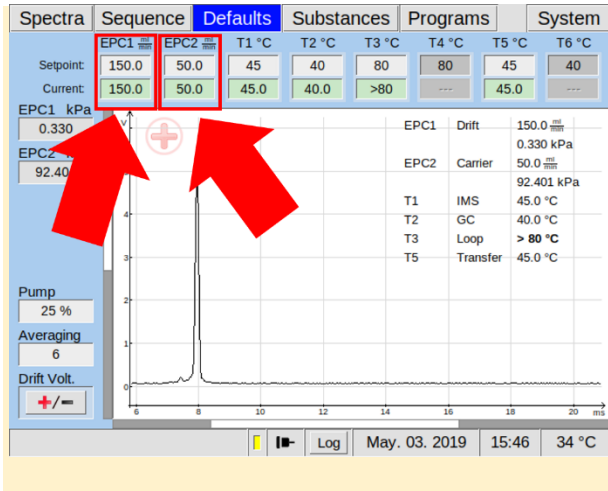 Spectra Sequence Defaults Substances Programs System
EPC1 ml/min EPC2 ml/min T1 °C T2 °C T3 °C T4 °C T5 °C T6 °C
Setpoint: 150.0 50.0 45 40 80 80 45 40
Current: 150.0 50.0 45.0 40.0 >80 --- 45.0 ---
EPC1 kPa
0.330
EPC2
92.40
V
4
3
2
1
0
6 8 10 12 14 16 18 20 ms
EPC1 Drift 150.0 ml/min
0.330 kPa
EPC2 Carrier 50.0 ml/min
92.401 kPa
T1 IMS 45.0 °C
T2 GC 40.0 °C
T3 Loop > 80 °C
T5 Transfer 45.0 °C
Pump
25 %
Averaging
6
Drift Volt.
+/-
Log May. 03. 2019 15:46 34 °C